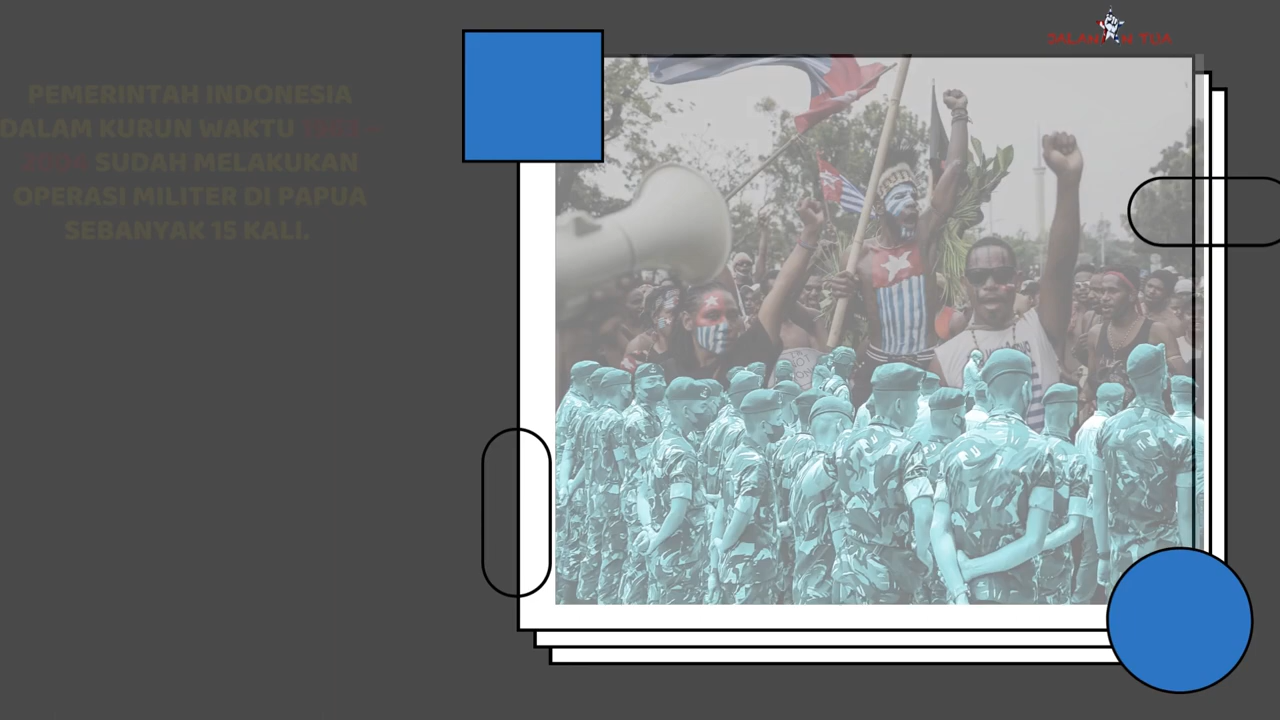 PEMERINTAH INDONESIA
DALAM KURUN WAKTU
SUDAH MELAKUKAN
OPERASI MILITER DI PAPUA
SEBANYAK 15 KALI.